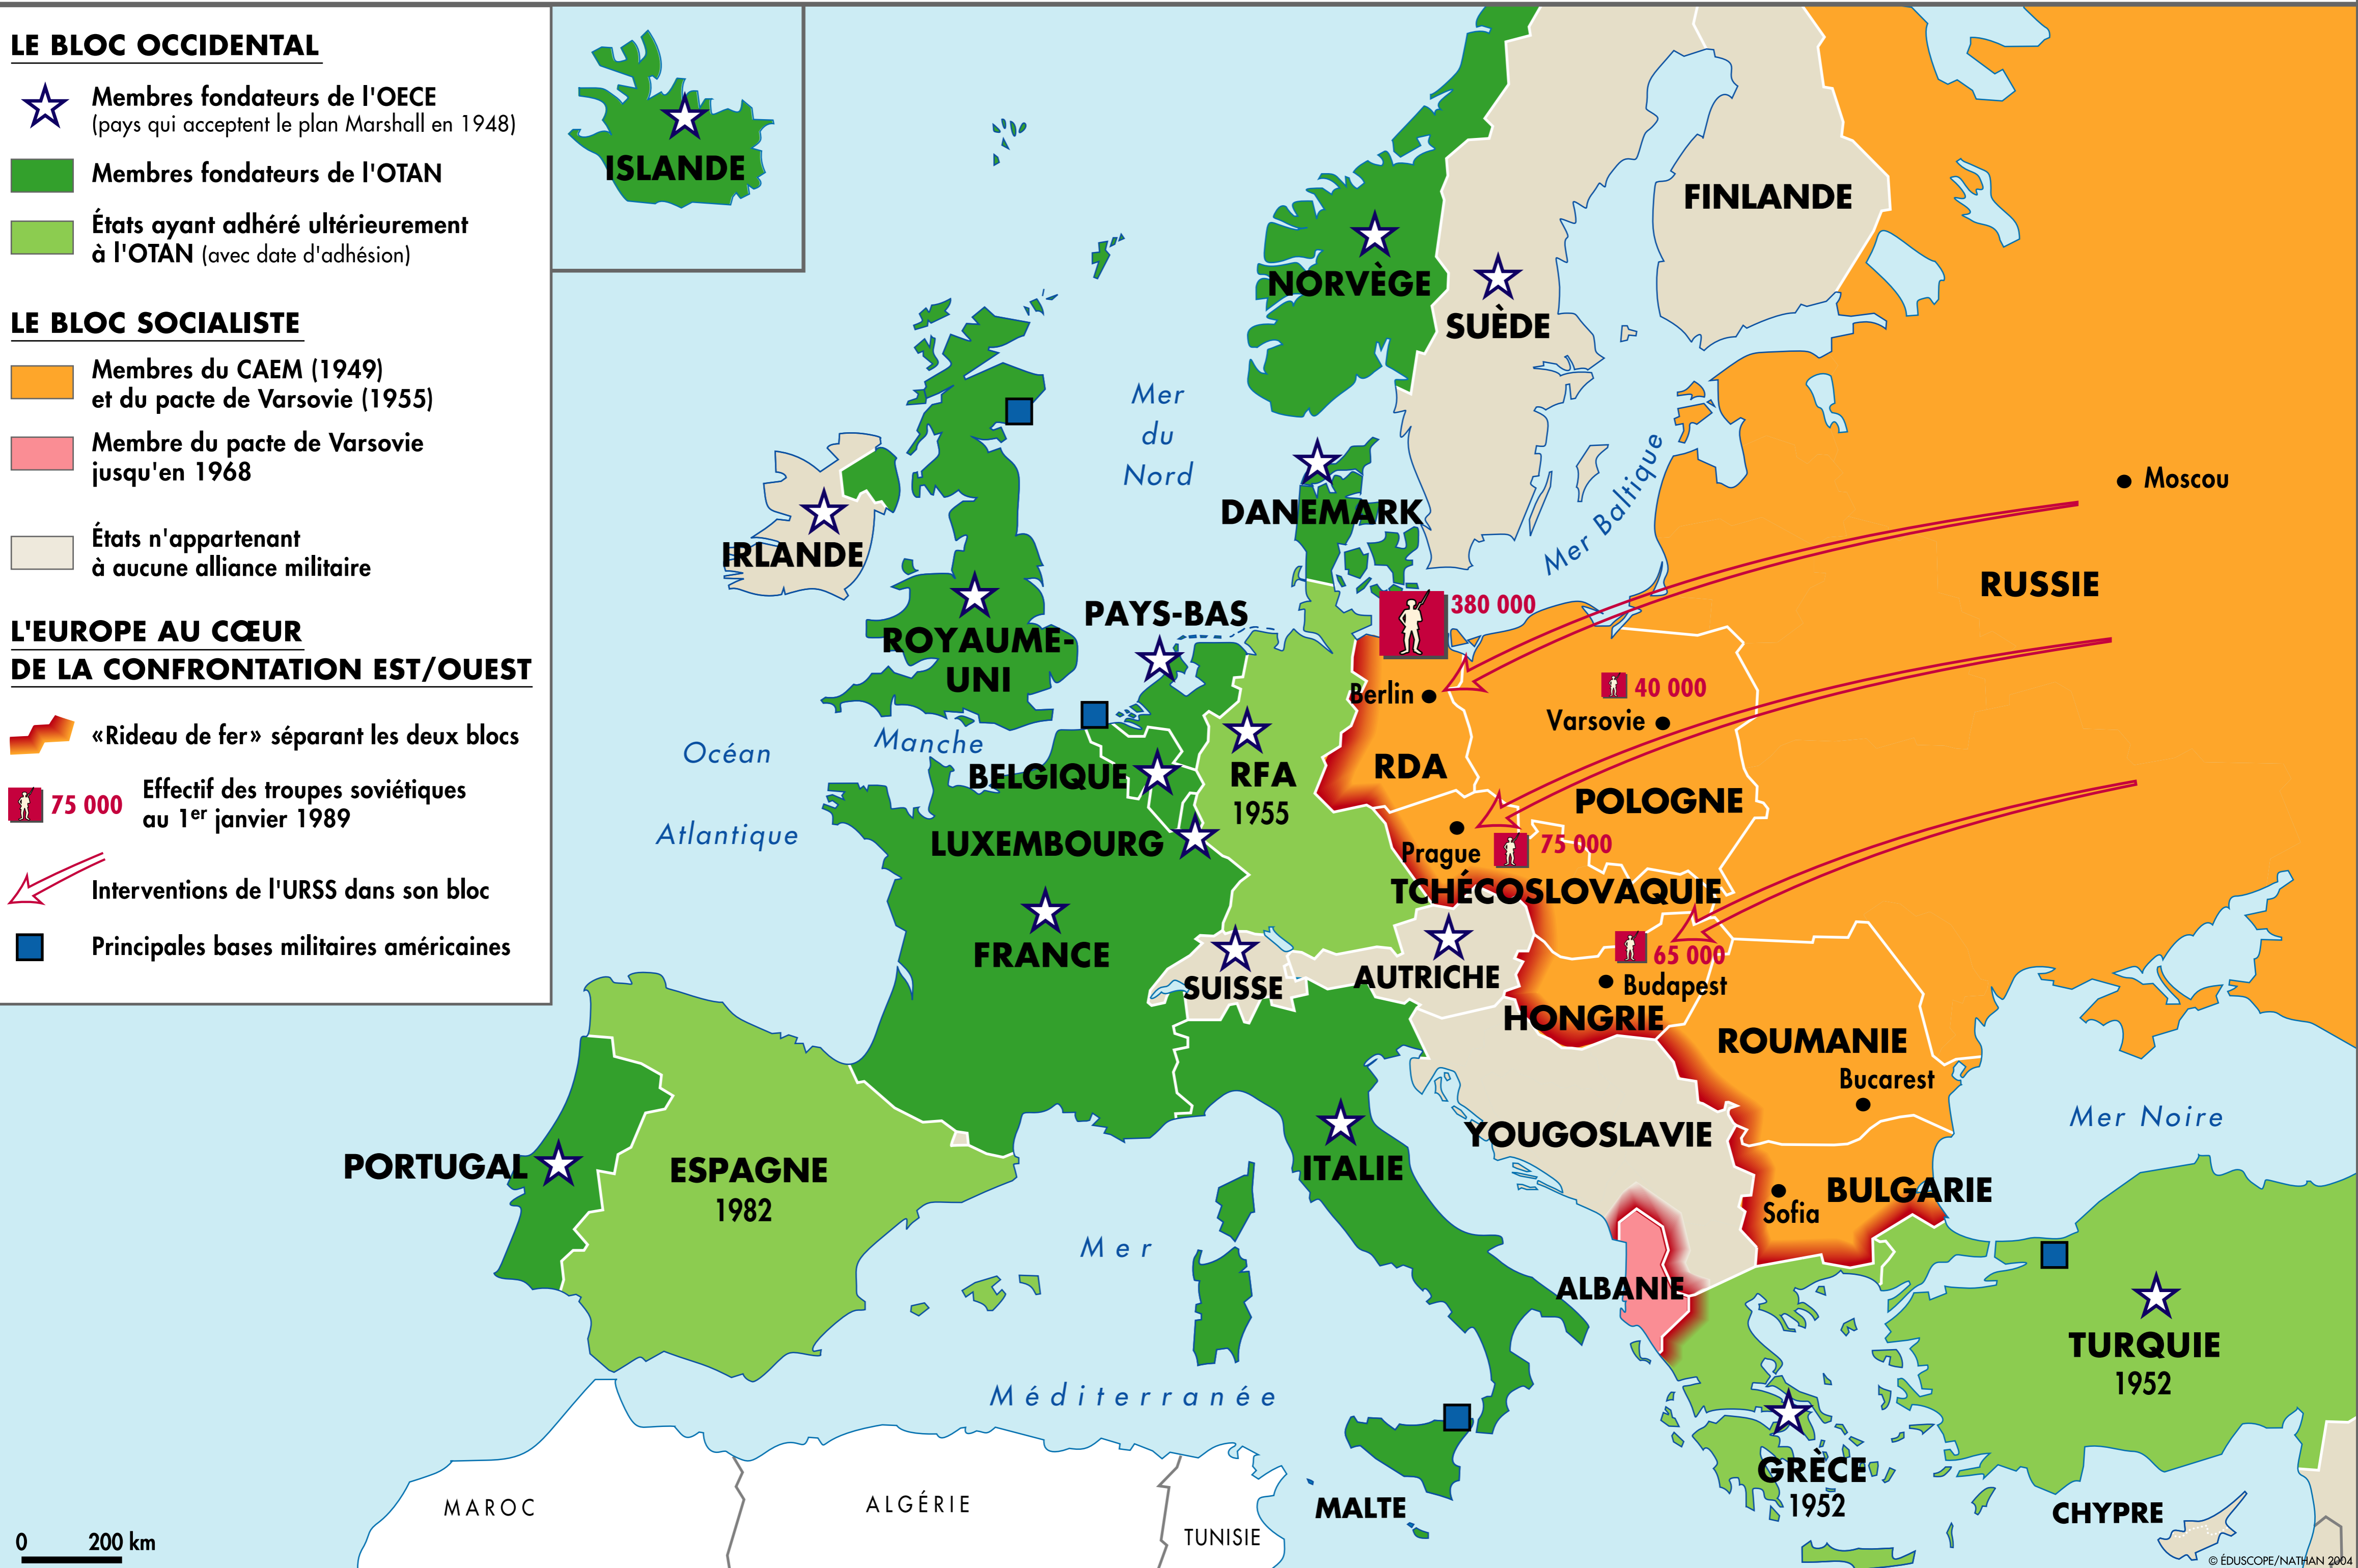 LE BLOC OCCIDENTAL
Membres fondateurs de l'OECE
(pays qui acceptent le plan Marshall en 1948)
Membres fondateurs de l'OTAN
États ayant adhéré ultérieurement
à l'OTAN (avec date d'adhésion)
LE BLOC SOCIALISTE
Membres du CAEM (1949)
et du pacte de Varsovie (1955)
Membre du pacte de Varsovie
jusqu'en 1968
États n'appartenant
à aucune alliance militaire
L'EUROPE AU CŒUR
DE LA CONFRONTATION EST/OUEST
«Rideau de fer» séparant les deux blocs
75 000
Effectif des troupes soviétiques
au 1er janvier 1989
Interventions de l'URSS dans son bloc
Principales bases militaires américaines
0 200 km
ISLANDE
FINLANDE
NORVÈGE
SUÈDE
Mer
du
Nord
Mer Baltique
Moscou
DANEMARK
IRLANDE
RUSSIE
PAYS-BAS
380 000
ROYAUME-
UNI
Berlin
40 000
Varsovie
Océan
Atlantique
Manche
BELGIQUE
RFA
1955
RDA
POLOGNE
LUXEMBOURG
Prague
75 000
TCHÉCOSLOVAQUIE
FRANCE
SUISSE
AUTRICHE
65 000
Budapest
HONGRIE
ROUMANIE
Bucarest
Mer Noire
YOUGOSLAVIE
PORTUGAL
ESPAGNE
1982
ITALIE
BULGARIE
Sofia
Mer
Méditerranée
ALBANIE
TURQUIE
1952
GRÈCE
1952
MAROC
ALGÉRIE
TUNISIE
MALTE
CHYPRE
© ÉDUSCOPE/NATHAN 2004